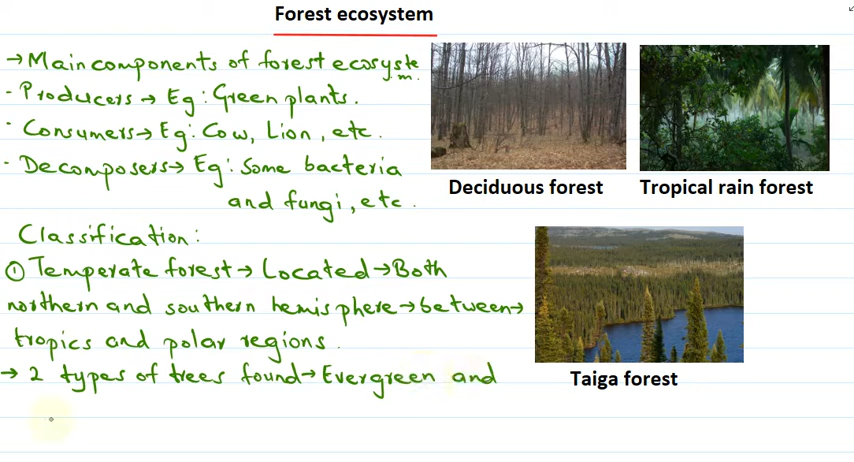 Forest ecosystem
→ Main components of forest ecosystem.
- Producers → Eg: Green plants.
- Consumers → Eg: Cow, Lion, etc.
- Decomposers → Eg: Some bacteria
and fungi, etc.
Classification:
① Temperate forest → Located → Both
northern and southern hemisphere → between →
tropics and polar regions.
→ 2 types of trees found → Evergreen and
Deciduous forest
Tropical rain forest
Taiga forest